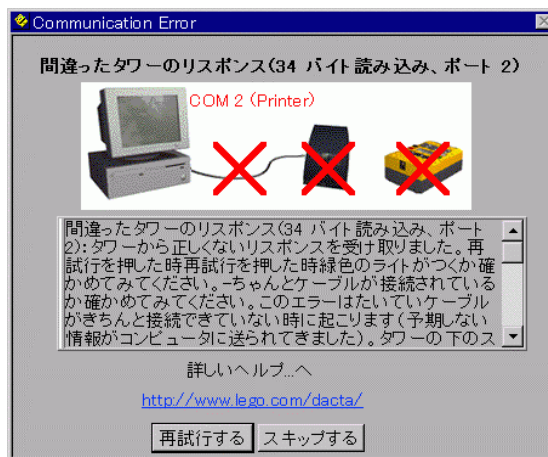 Communication Error
間違ったタワーのリスポンス(34 バイト読み込み、ポート 2)
COM 2 (Printer)
間違ったタワーのリスポンス(34 バイト読み込み、ポート
2):タワーから正しくないリスポンスを受け取りました。再
試行を押した時再試行を押した時緑色のライトがつくか確
かめてみてください。-ちゃんとケーブルが接続されている
か確かめてみてください。このエラーはたいていケーブル
がきちんと接続できていない時に起こります(予期しない
情報がコンピュータに送られてきました)。タワーの下のス
詳しいヘルプ...へ
http://www.lego.com/dacta/
再試行する スキップする